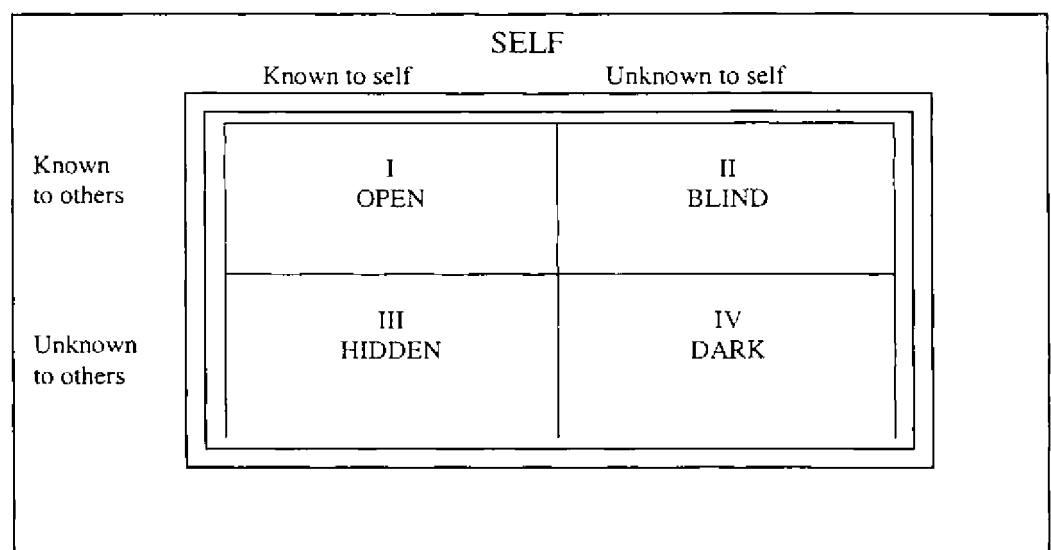 SELF
Known to self Unknown to self
Known
to others
I
OPEN
II
BLIND
Unknown
to others
III
HIDDEN
IV
DARK